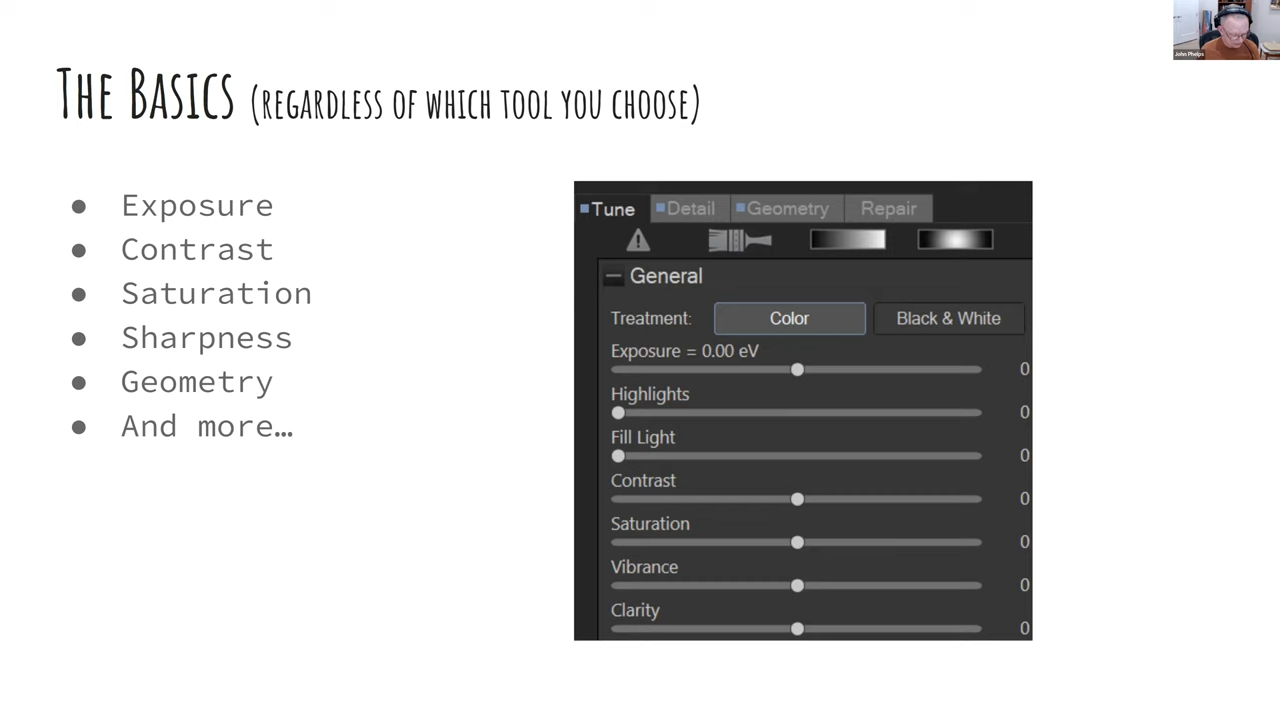 John Phelps
The Basics (regardless of which tool you choose)
● Exposure
● Contrast
● Saturation
● Sharpness
● Geometry
● And more…
Tune Detail Geometry Repair
General
Treatment: Color Black & White
Exposure = 0.00 eV
0
Highlights
0
Fill Light
0
Contrast
0
Saturation
0
Vibrance
0
Clarity
0